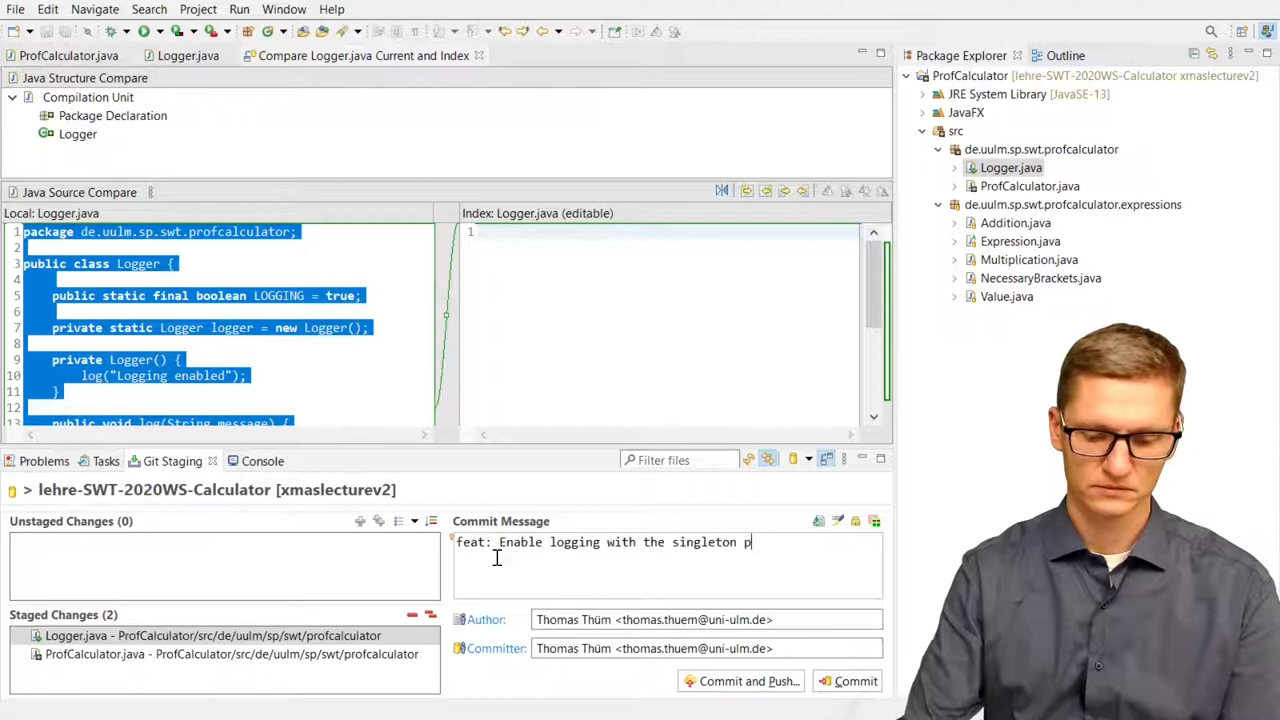 File Edit Navigate Search Project Run Window Help
ProfCalculator.java Logger.java Compare Logger.java Current and Index
Java Structure Compare
Compilation Unit
Package Declaration
Logger
Java Source Compare
Local: Logger.java
Index: Logger.java (editable)
1 package de.uulm.sp.swt.profcalculator;
2
3 public class Logger {
4
5 public static final boolean LOGGING = true;
6
7 private static Logger logger = new Logger();
8
9 private Logger() {
10 log("Logging enabled");
11 }
12
13 public void log(String message) {
1
Problems Tasks Git Staging Console
Filter files
> lehre-SWT-2020WS-Calculator [xmaslecturev2]
Unstaged Changes (0)
Staged Changes (2)
Logger.java - ProfCalculator/src/de/uulm/sp/swt/profcalculator
ProfCalculator.java - ProfCalculator/src/de/uulm/sp/swt/profcalculator
Commit Message
feat: Enable logging with the singleton p
Author: Thomas Thüm <thomas.thuem@uni-ulm.de>
Committer: Thomas Thüm <thomas.thuem@uni-ulm.de>
Commit and Push... Commit
Package Explorer Outline
ProfCalculator [lehre-SWT-2020WS-Calculator xmaslecturev2]
JRE System Library [JavaSE-13]
JavaFX
src
de.uulm.sp.swt.profcalculator
Logger.java
ProfCalculator.java
de.uulm.sp.swt.profcalculator.expressions
Addition.java
Expression.java
Multiplication.java
NecessaryBrackets.java
Value.java